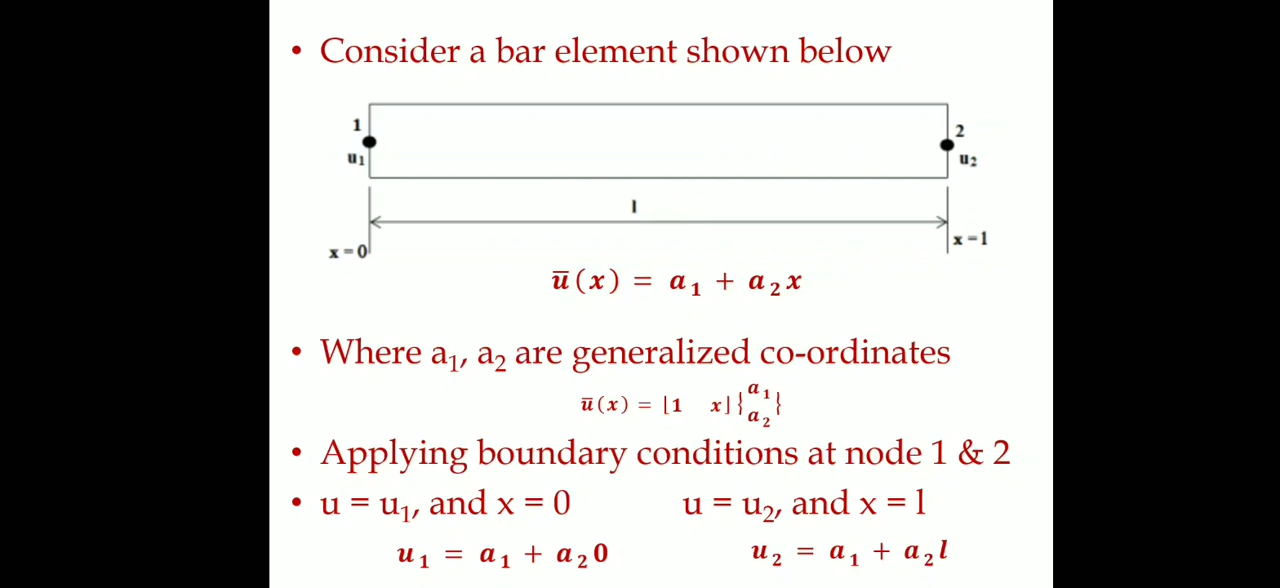 • Consider a bar element shown below
1
2
u₁
u₂
l
x = 0
x = l
ū(x) = a₁ + a₂x
• Where a₁, a₂ are generalized co-ordinates
ū(x) = ⌊1 x⌋{a₁ a₂}
• Applying boundary conditions at node 1 & 2
• u = u₁, and x = 0 u = u₂, and x = l
u₁ = a₁ + a₂0 u₂ = a₁ + a₂l